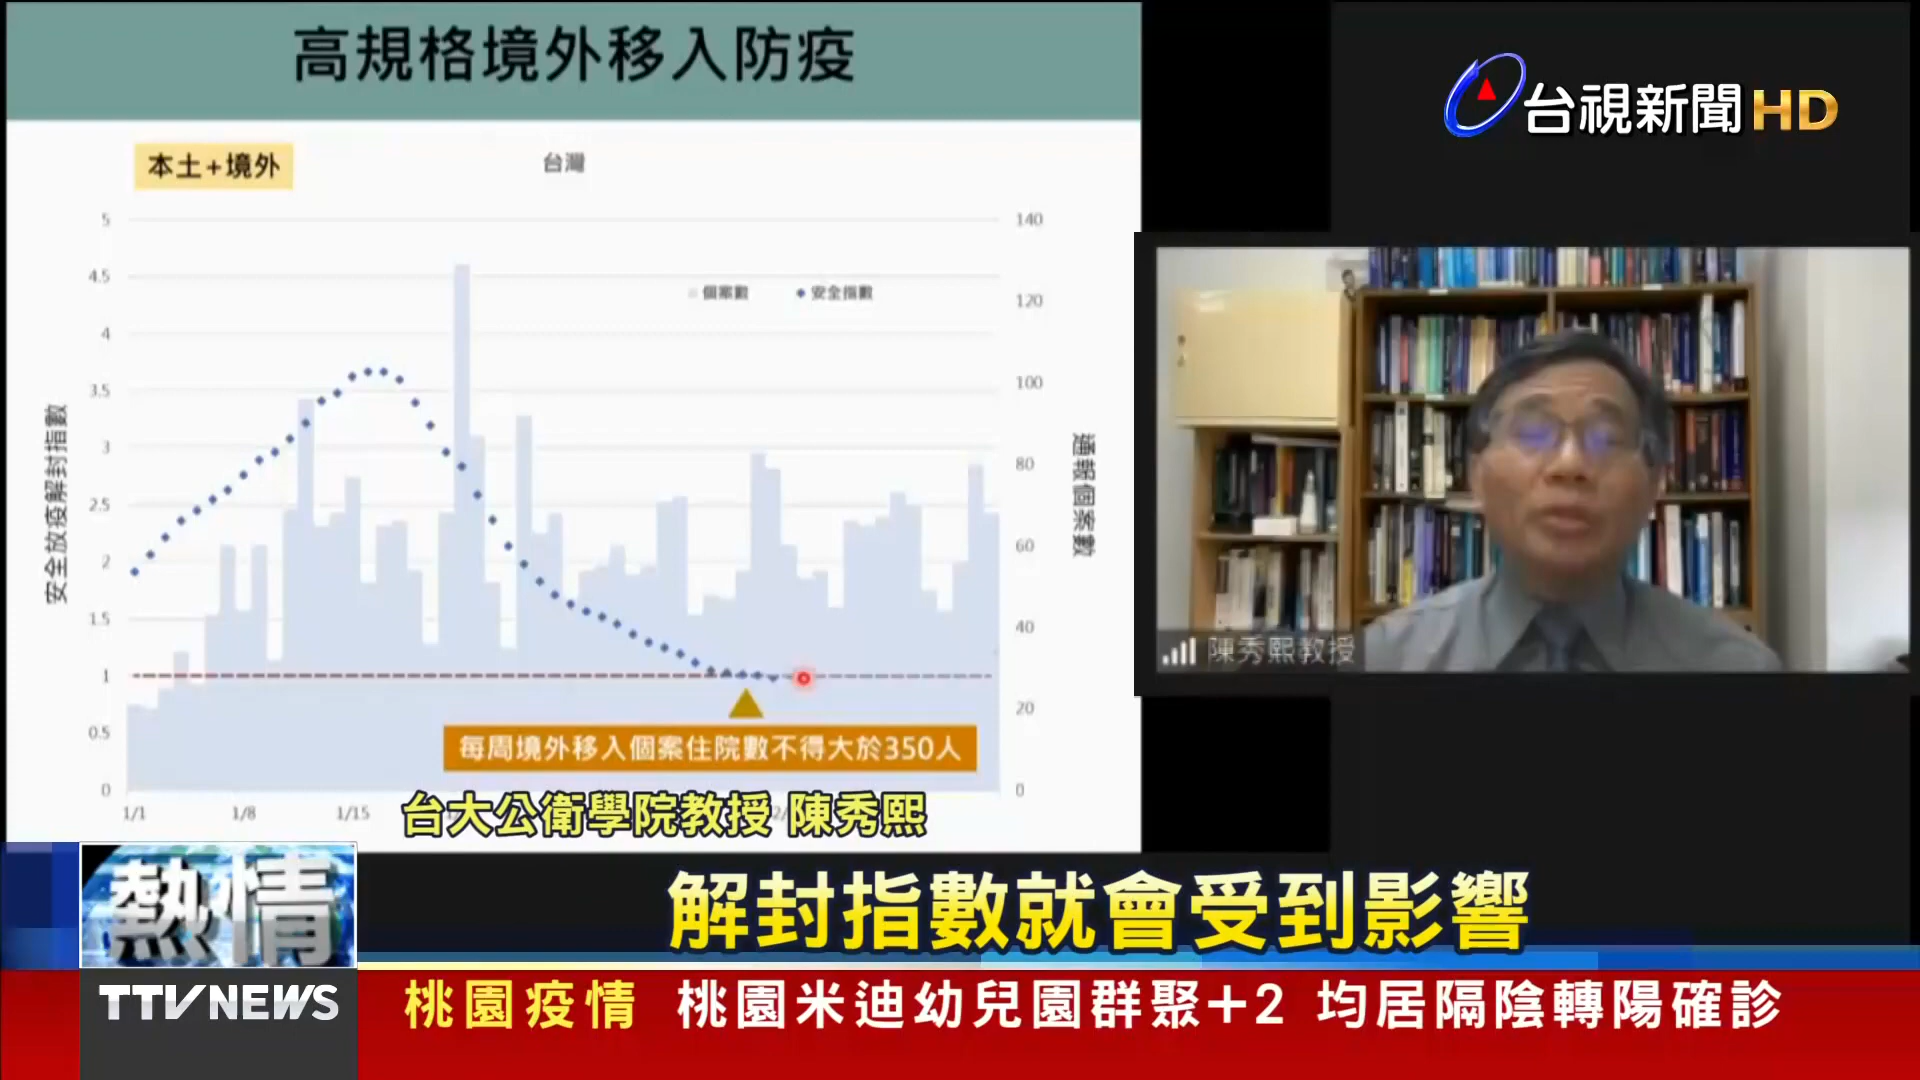 高規格境外移入防疫
台視新聞HD
本土+境外
台灣
5
4.5
4
3.5
3
2.5
2
1.5
1
0.5
0
安全放疫解封指數
個案數
安全指數
140
120
100
80
60
40
20
0
通報個案數
每周境外移入個案住院數不得大於350人
1/1
1/8
1/15
陳秀熙教授
台大公衛學院教授 陳秀熙
熱情
解封指數就會受到影響
TTV NEWS
桃園疫情 桃園米迪幼兒園群聚+2 均居隔陰轉陽確診